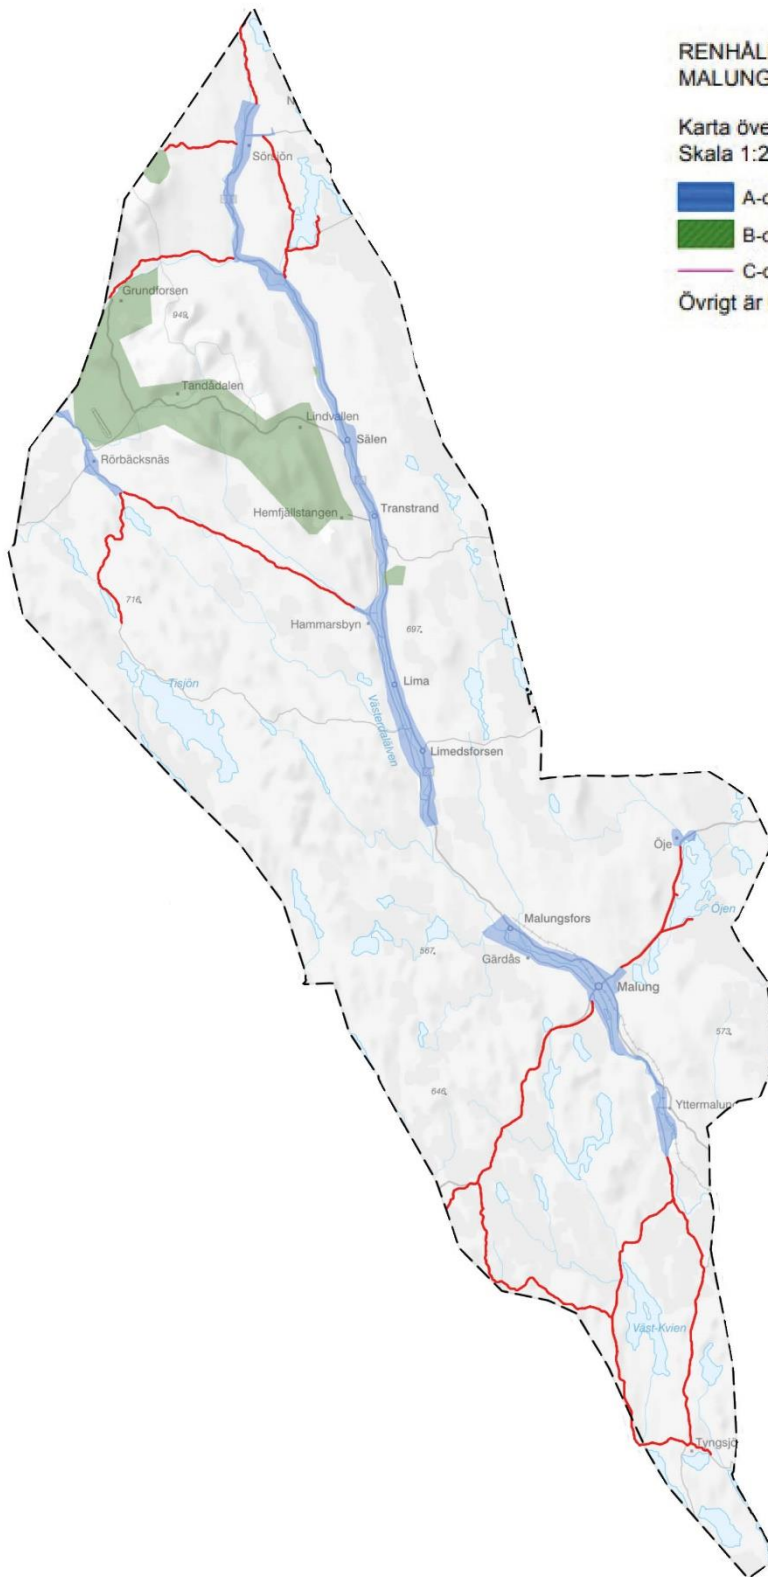 RENHÅL
MALUNG
Karta öve
Skala 1:2
A-o
B-o
C-o
Övrigt är
N
Sörsjön
Grundforsen
949
Tandådalen
Lindvallen
Sälen
Rörbäcksnäs
Hemfjällstangen
Transtrand
716
Hammarsbyn
697
Tisjön
Lima
Västerdalälven
Limedsforsen
Öje
Öjen
Malungsfors
567
Gärdås
Malung
573
646
Yttermalun
Väst-Kvien
Tyngsjö